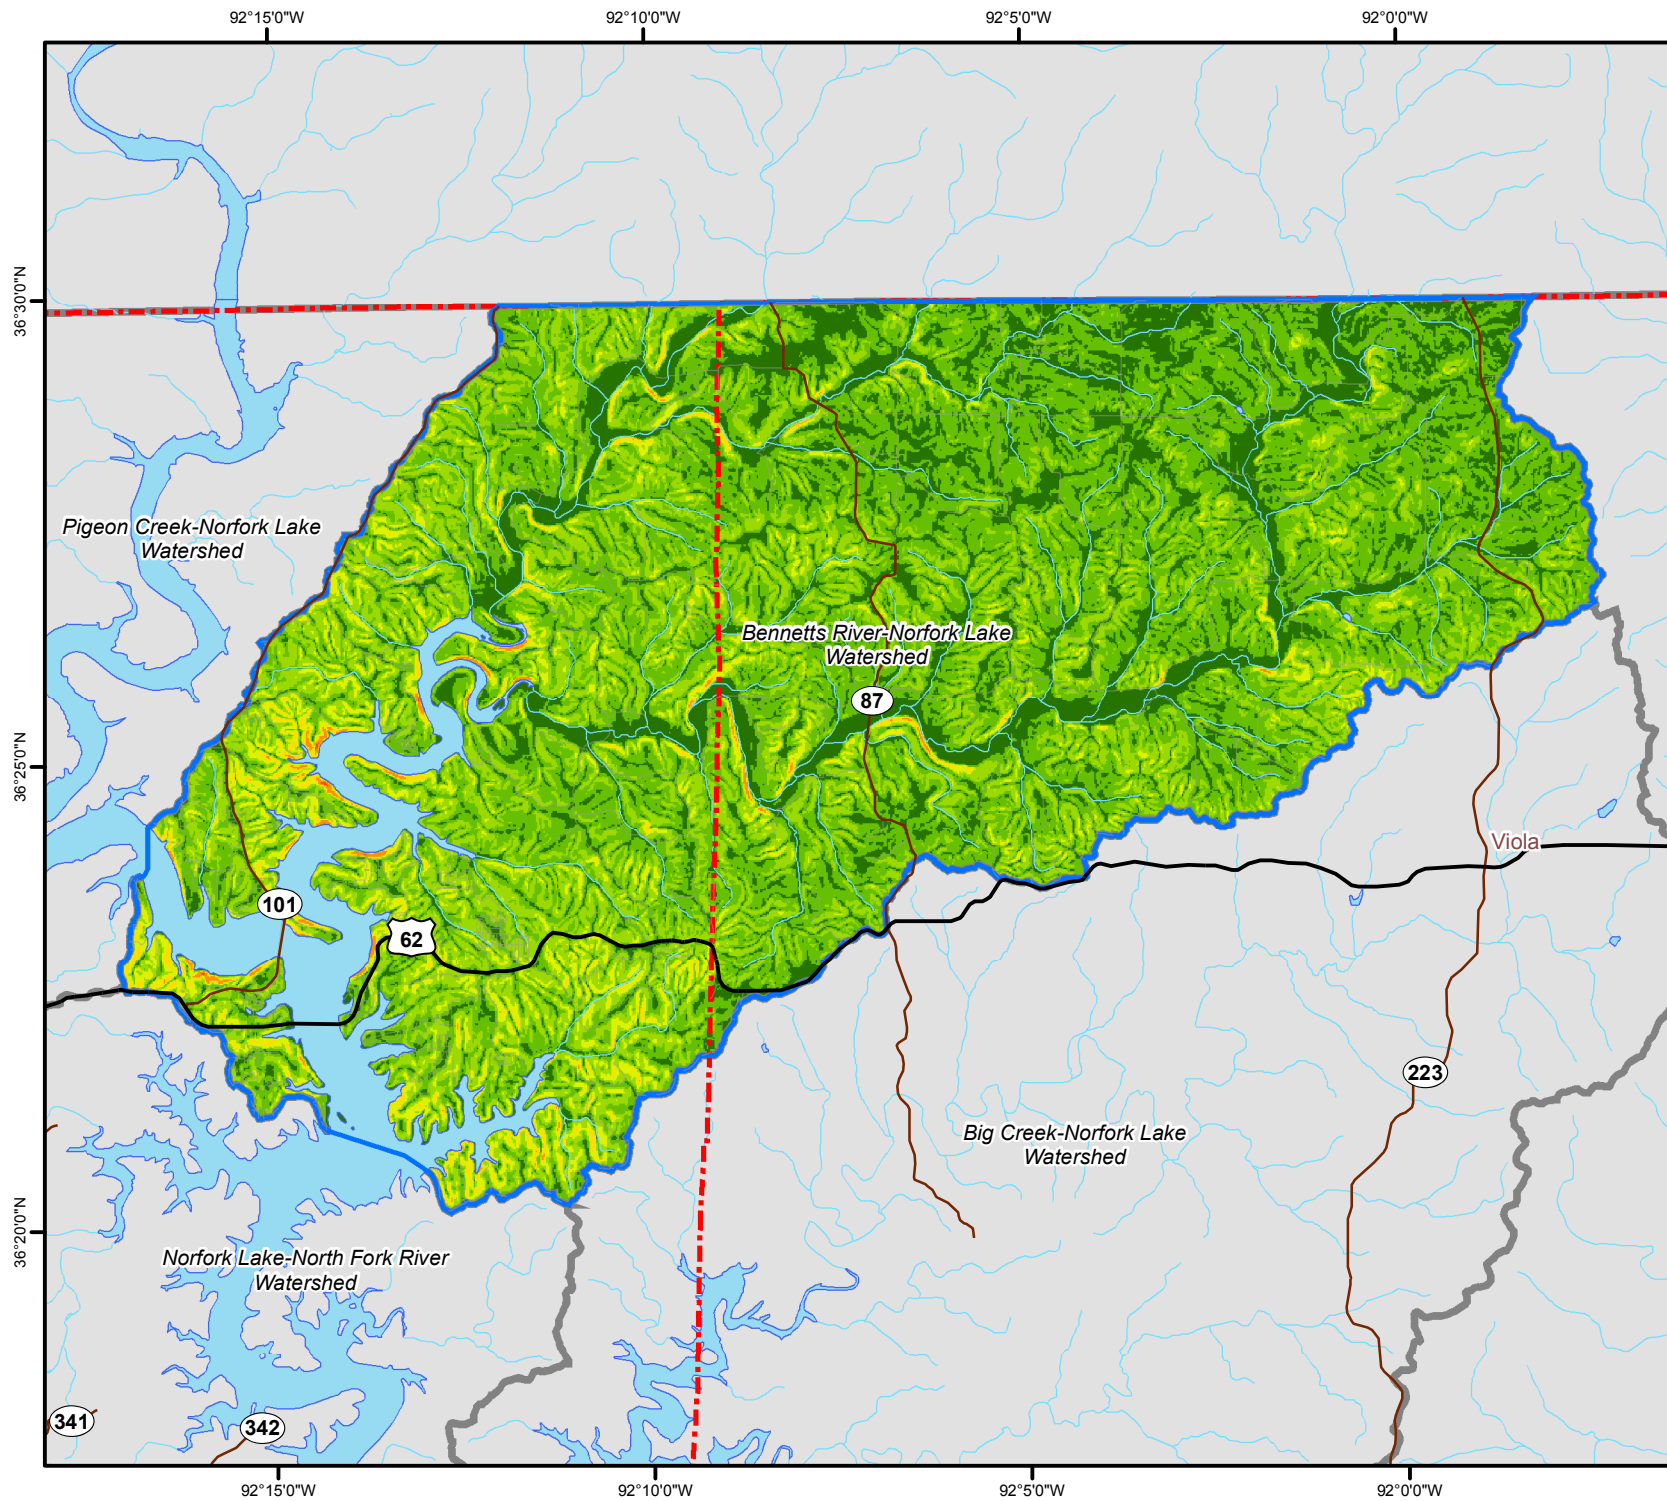 92°15'0"W
92°10'0"W
92°5'0"W
92°0'0"W
36°30'0"N
Pigeon Creek-Norfork Lake
Watershed
Bennetts River-Norfork Lake
Watershed
87
36°25'0"N
Viola
101
62
223
Big Creek-Norfork Lake
Watershed
36°20'0"N
Norfork Lake-North Fork River
Watershed
341
342
92°15'0"W
92°10'0"W
92°5'0"W
92°0'0"W